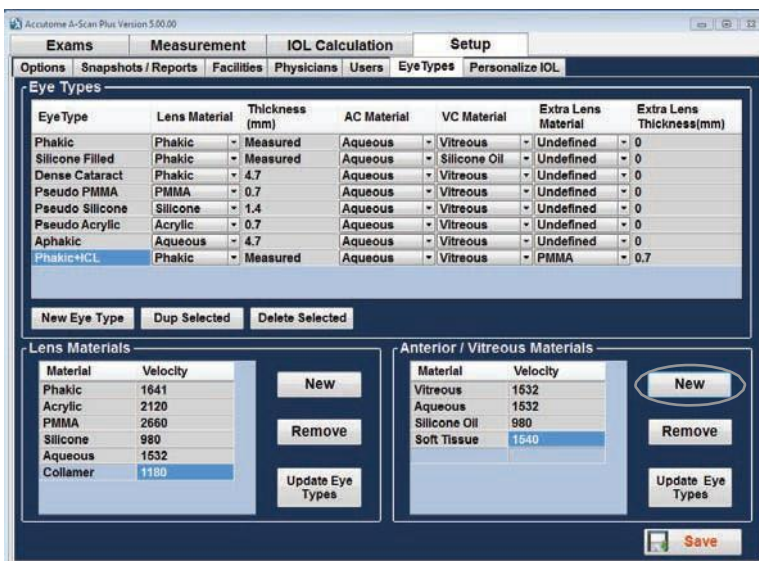 Accutome A-Scan Plus Version 5.00.00
Exams Measurement IOL Calculation Setup
Options Snapshots / Reports Facilities Physicians Users EyeTypes Personalize IOL
Eye Types
EyeType Lens Material Thickness (mm) AC Material VC Material Extra Lens Material Extra Lens Thickness(mm)
Phakic Phakic Measured Aqueous Vitreous Undefined 0
Silicone Filled Phakic Measured Aqueous Silicone Oil Undefined 0
Dense Cataract Phakic 4.7 Aqueous Vitreous Undefined 0
Pseudo PMMA PMMA 0.7 Aqueous Vitreous Undefined 0
Pseudo Silicone Silicone 1.4 Aqueous Vitreous Undefined 0
Pseudo Acrylic Acrylic 0.7 Aqueous Vitreous Undefined 0
Aphakic Aqueous 4.7 Aqueous Vitreous Undefined 0
Phakic+ICL Phakic Measured Aqueous Vitreous PMMA 0.7
New Eye Type Dup Selected Delete Selected
Lens Materials
Material Velocity
Phakic 1641
Acrylic 2120
PMMA 2660
Silicone 980
Aqueous 1532
Collamer 1180
New
Remove
Update Eye Types
Anterior / Vitreous Materials
Material Velocity
Vitreous 1532
Aqueous 1532
Silicone Oil 980
Soft Tissue 1540
New
Remove
Update Eye Types
Save